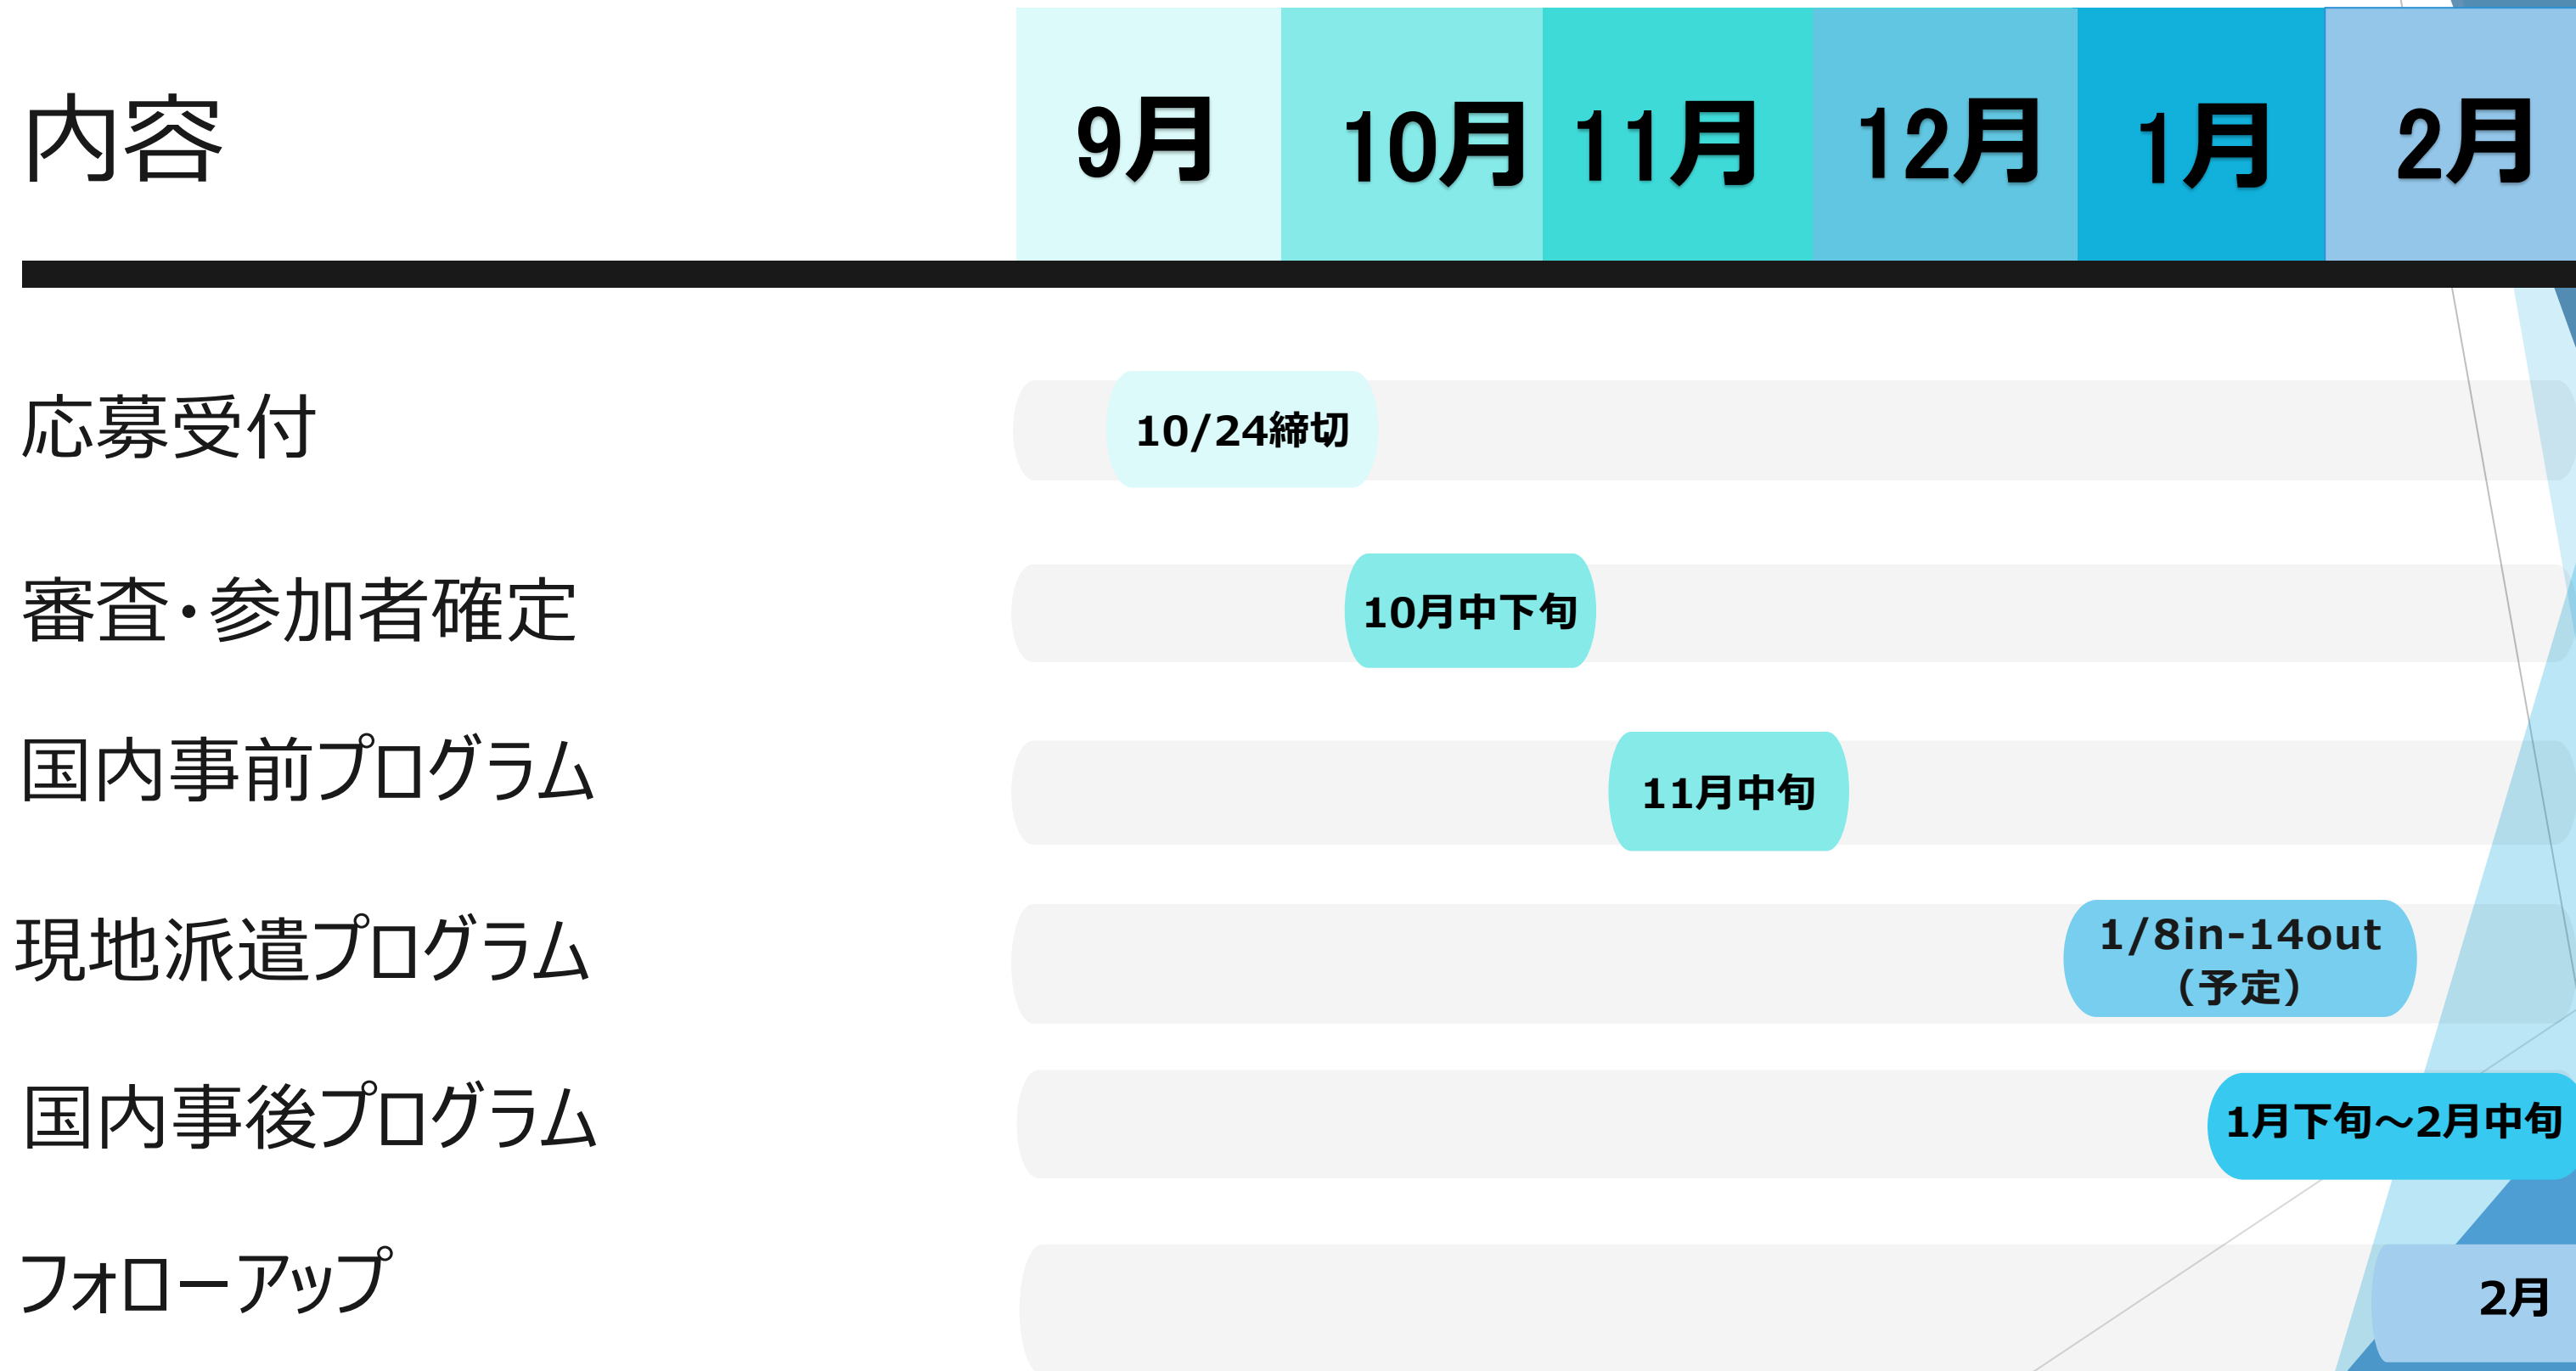 内容 9月 10月 11月 12月 1月 2月
応募受付 10/24締切
審査・参加者確定 10月中下旬
国内事前プログラム 11月中旬
現地派遣プログラム 1/8in-14out
（予定）
国内事後プログラム 1月下旬～2月中旬
フォローアップ 2月